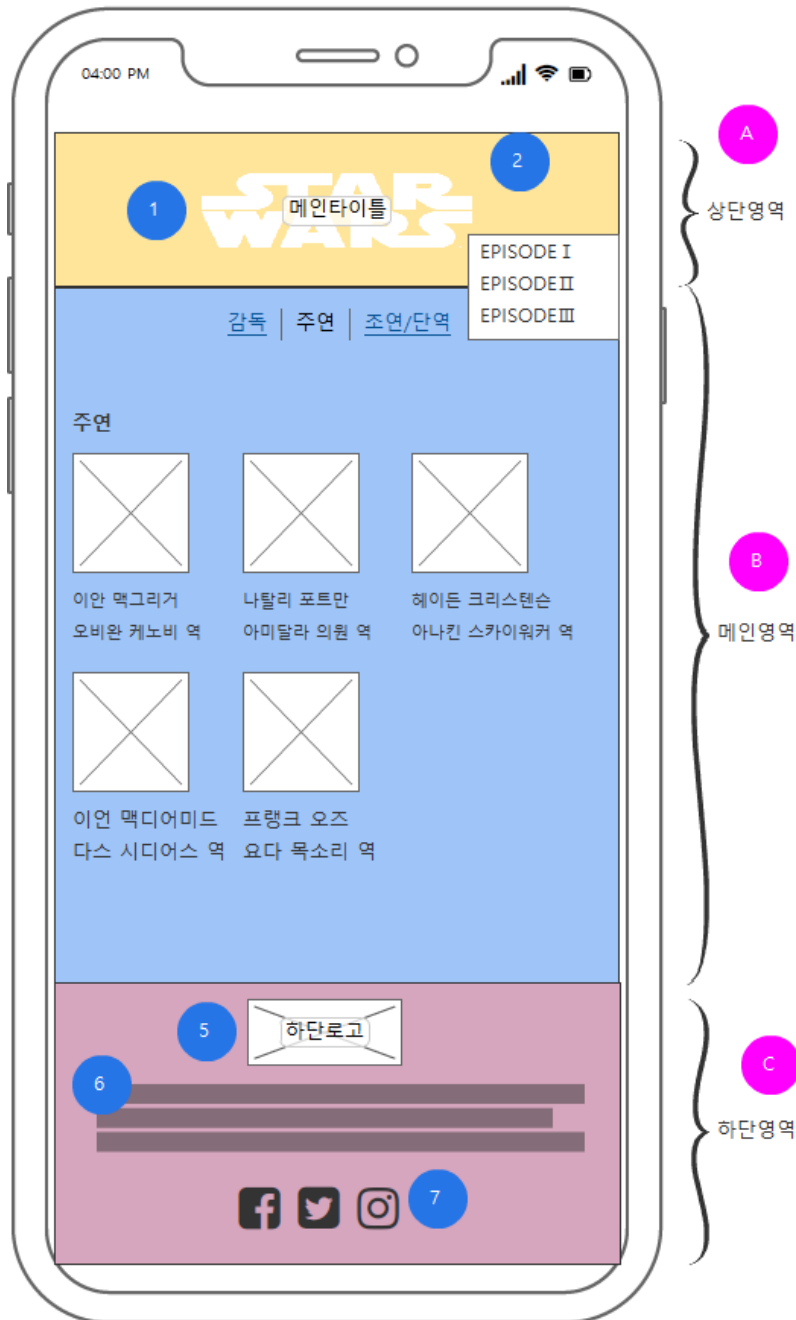 04:00 PM
A
2
STAR
WARS
메인타이틀
1
상단영역
EPISODE Ⅰ
EPISODEⅡ
EPISODEⅢ
감독 주연 조연/단역
주연
B
이안 맥그리거 나탈리 포트만 헤이든 크리스텐슨
오비완 케노비 역 아미달라 의원 역 아나킨 스카이워커 역
메인영역
이언 맥디어미드 프랭크 오즈
다스 시디어스 역 요다 목소리 역
5
하단로고
C
6
하단영역
7